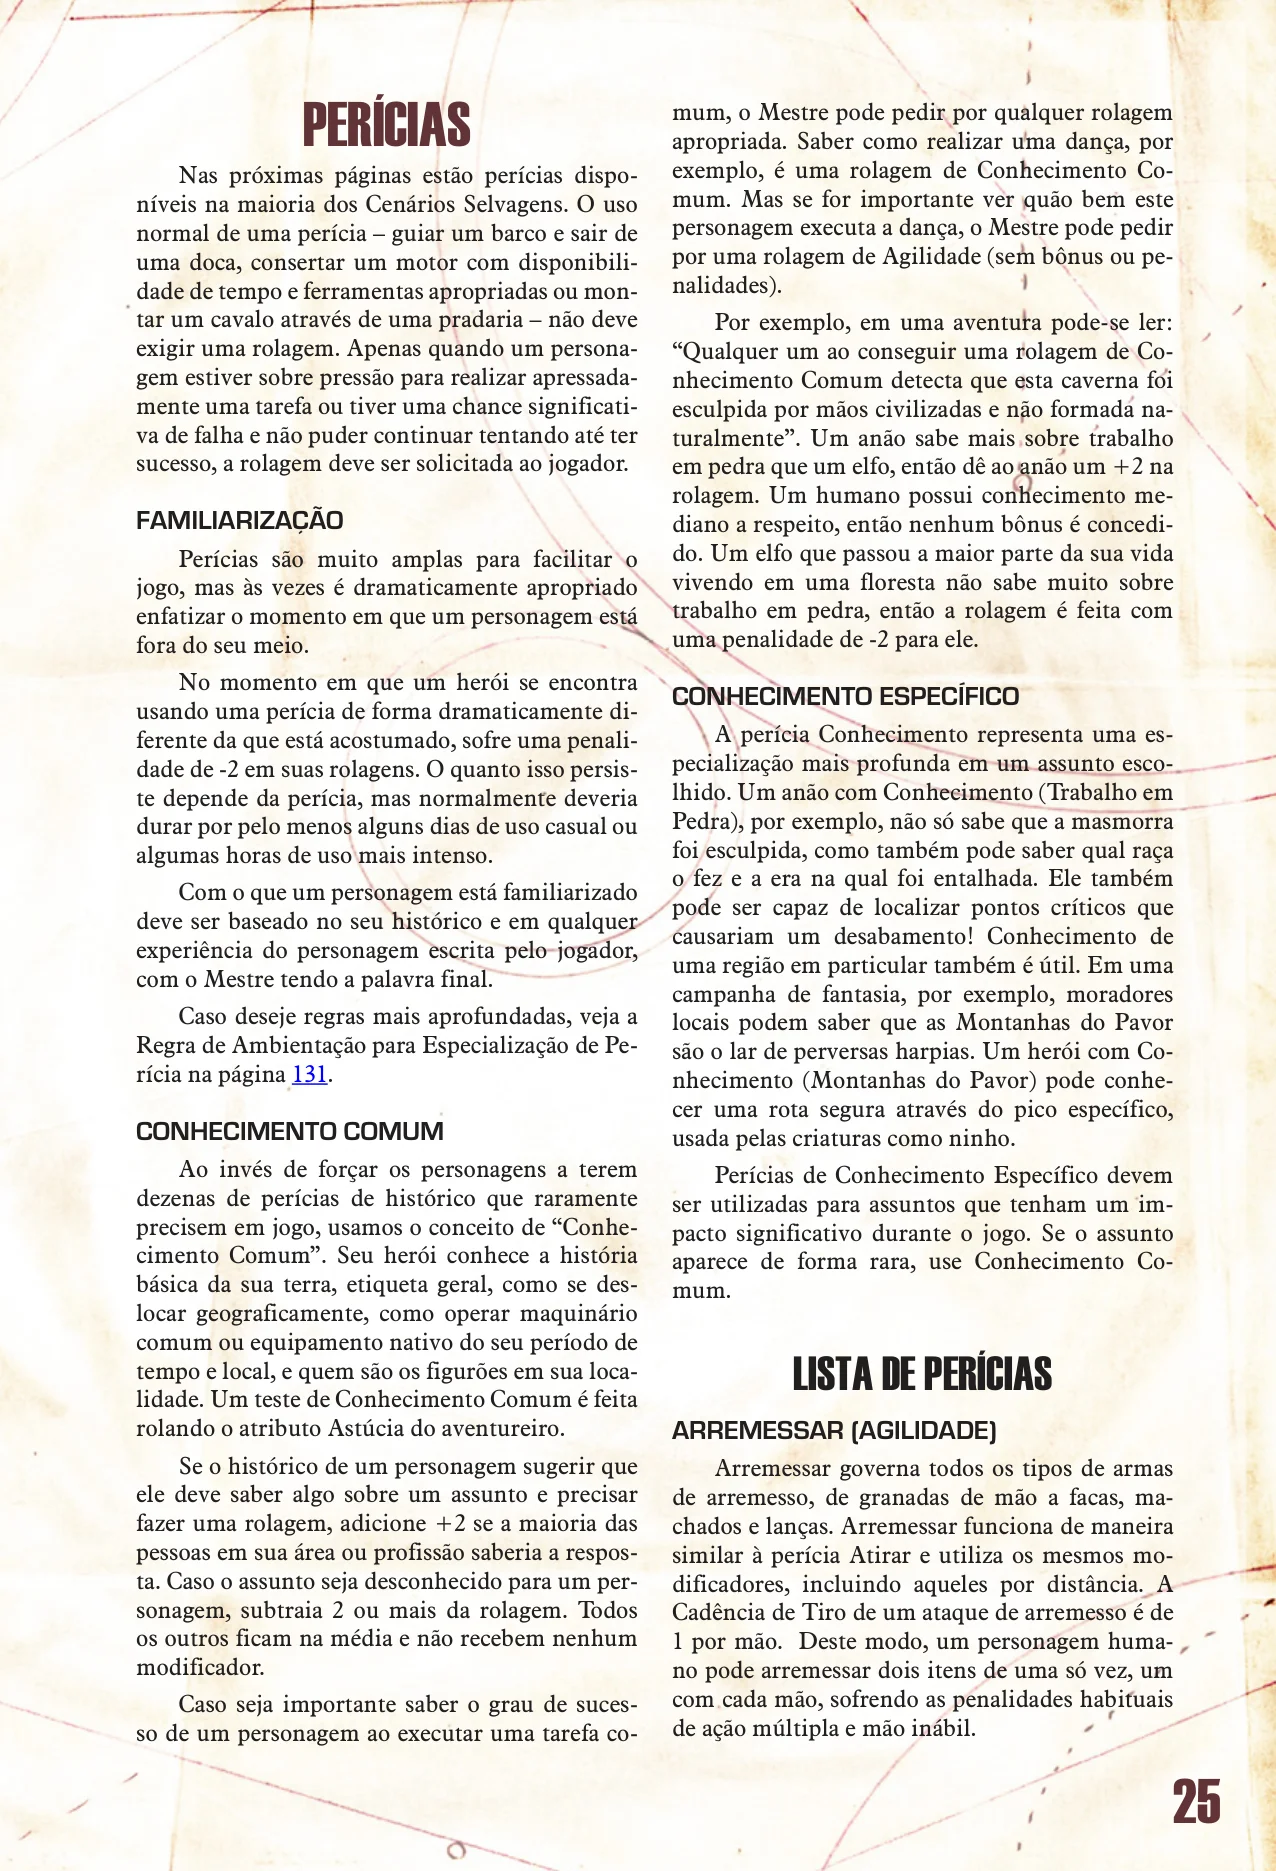 PERÍCIAS
Nas próximas páginas estão perícias dispo-
níveis na maioria dos Cenários Selvagens. O uso
normal de uma perícia – guiar um barco e sair de
uma doca, consertar um motor com disponibili-
dade de tempo e ferramentas apropriadas ou mon-
tar um cavalo através de uma pradaria – não deve
exigir uma rolagem. Apenas quando um persona-
gem estiver sobre pressão para realizar apressada-
mente uma tarefa ou tiver uma chance significati-
va de falha e não puder continuar tentando até ter
sucesso, a rolagem deve ser solicitada ao jogador.
FAMILIARIZAÇÃO
Perícias são muito amplas para facilitar o
jogo, mas às vezes é dramaticamente apropriado
enfatizar o momento em que um personagem está
fora do seu meio.
No momento em que um herói se encontra
usando uma perícia de forma dramaticamente di-
ferente da que está acostumado, sofre uma penali-
dade de -2 em suas rolagens. O quanto isso persis-
te depende da perícia, mas normalmente deveria
durar por pelo menos alguns dias de uso casual ou
algumas horas de uso mais intenso.
Com o que um personagem está familiarizado
deve ser baseado no seu histórico e em qualquer
experiência do personagem escrita pelo jogador,
com o Mestre tendo a palavra final.
Caso deseje regras mais aprofundadas, veja a
Regra de Ambientação para Especialização de Pe-
rícia na página 131.
CONHECIMENTO COMUM
Ao invés de forçar os personagens a terem
dezenas de perícias de histórico que raramente
precisem em jogo, usamos o conceito de “Conhe-
cimento Comum”. Seu herói conhece a história
básica da sua terra, etiqueta geral, como se des-
locar geograficamente, como operar maquinário
comum ou equipamento nativo do seu período de
tempo e local, e quem são os figurões em sua loca-
lidade. Um teste de Conhecimento Comum é feita
rolando o atributo Astúcia do aventureiro.
Se o histórico de um personagem sugerir que
ele deve saber algo sobre um assunto e precisar
fazer uma rolagem, adicione +2 se a maioria das
pessoas em sua área ou profissão saberia a respos-
ta. Caso o assunto seja desconhecido para um per-
sonagem, subtraia 2 ou mais da rolagem. Todos
os outros ficam na média e não recebem nenhum
modificador.
Caso seja importante saber o grau de suces-
so de um personagem ao executar uma tarefa co-
mum, o Mestre pode pedir por qualquer rolagem
apropriada. Saber como realizar uma dança, por
exemplo, é uma rolagem de Conhecimento Co-
mum. Mas se for importante ver quão bem este
personagem executa a dança, o Mestre pode pedir
por uma rolagem de Agilidade (sem bônus ou pe-
nalidades).
Por exemplo, em uma aventura pode-se ler:
“Qualquer um ao conseguir uma rolagem de Co-
nhecimento Comum detecta que esta caverna foi
esculpida por mãos civilizadas e não formada na-
turalmente”. Um anão sabe mais sobre trabalho
em pedra que um elfo, então dê ao anão um +2 na
rolagem. Um humano possui conhecimento me-
diano a respeito, então nenhum bônus é concedi-
do. Um elfo que passou a maior parte da sua vida
vivendo em uma floresta não sabe muito sobre
trabalho em pedra, então a rolagem é feita com
uma penalidade de -2 para ele.
CONHECIMENTO ESPECÍFICO
A perícia Conhecimento representa uma es-
pecialização mais profunda em um assunto esco-
lhido. Um anão com Conhecimento (Trabalho em
Pedra), por exemplo, não só sabe que a masmorra
foi esculpida, como também pode saber qual raça
o fez e a era na qual foi entalhada. Ele também
pode ser capaz de localizar pontos críticos que
causariam um desabamento! Conhecimento de
uma região em particular também é útil. Em uma
campanha de fantasia, por exemplo, moradores
locais podem saber que as Montanhas do Pavor
são o lar de perversas harpias. Um herói com Co-
nhecimento (Montanhas do Pavor) pode conhe-
cer uma rota segura através do pico específico,
usada pelas criaturas como ninho.
Perícias de Conhecimento Específico devem
ser utilizadas para assuntos que tenham um im-
pacto significativo durante o jogo. Se o assunto
aparece de forma rara, use Conhecimento Co-
mum.
LISTA DE PERÍCIAS
ARREMESSAR (AGILIDADE)
Arremessar governa todos os tipos de armas
de arremesso, de granadas de mão a facas, ma-
chados e lanças. Arremessar funciona de maneira
similar à perícia Atirar e utiliza os mesmos mo-
dificadores, incluindo aqueles por distância. A
Cadência de Tiro de um ataque de arremesso é de
1 por mão. Deste modo, um personagem huma-
no pode arremessar dois itens de uma só vez, um
com cada mão, sofrendo as penalidades habituais
de ação múltipla e mão inábil.
25